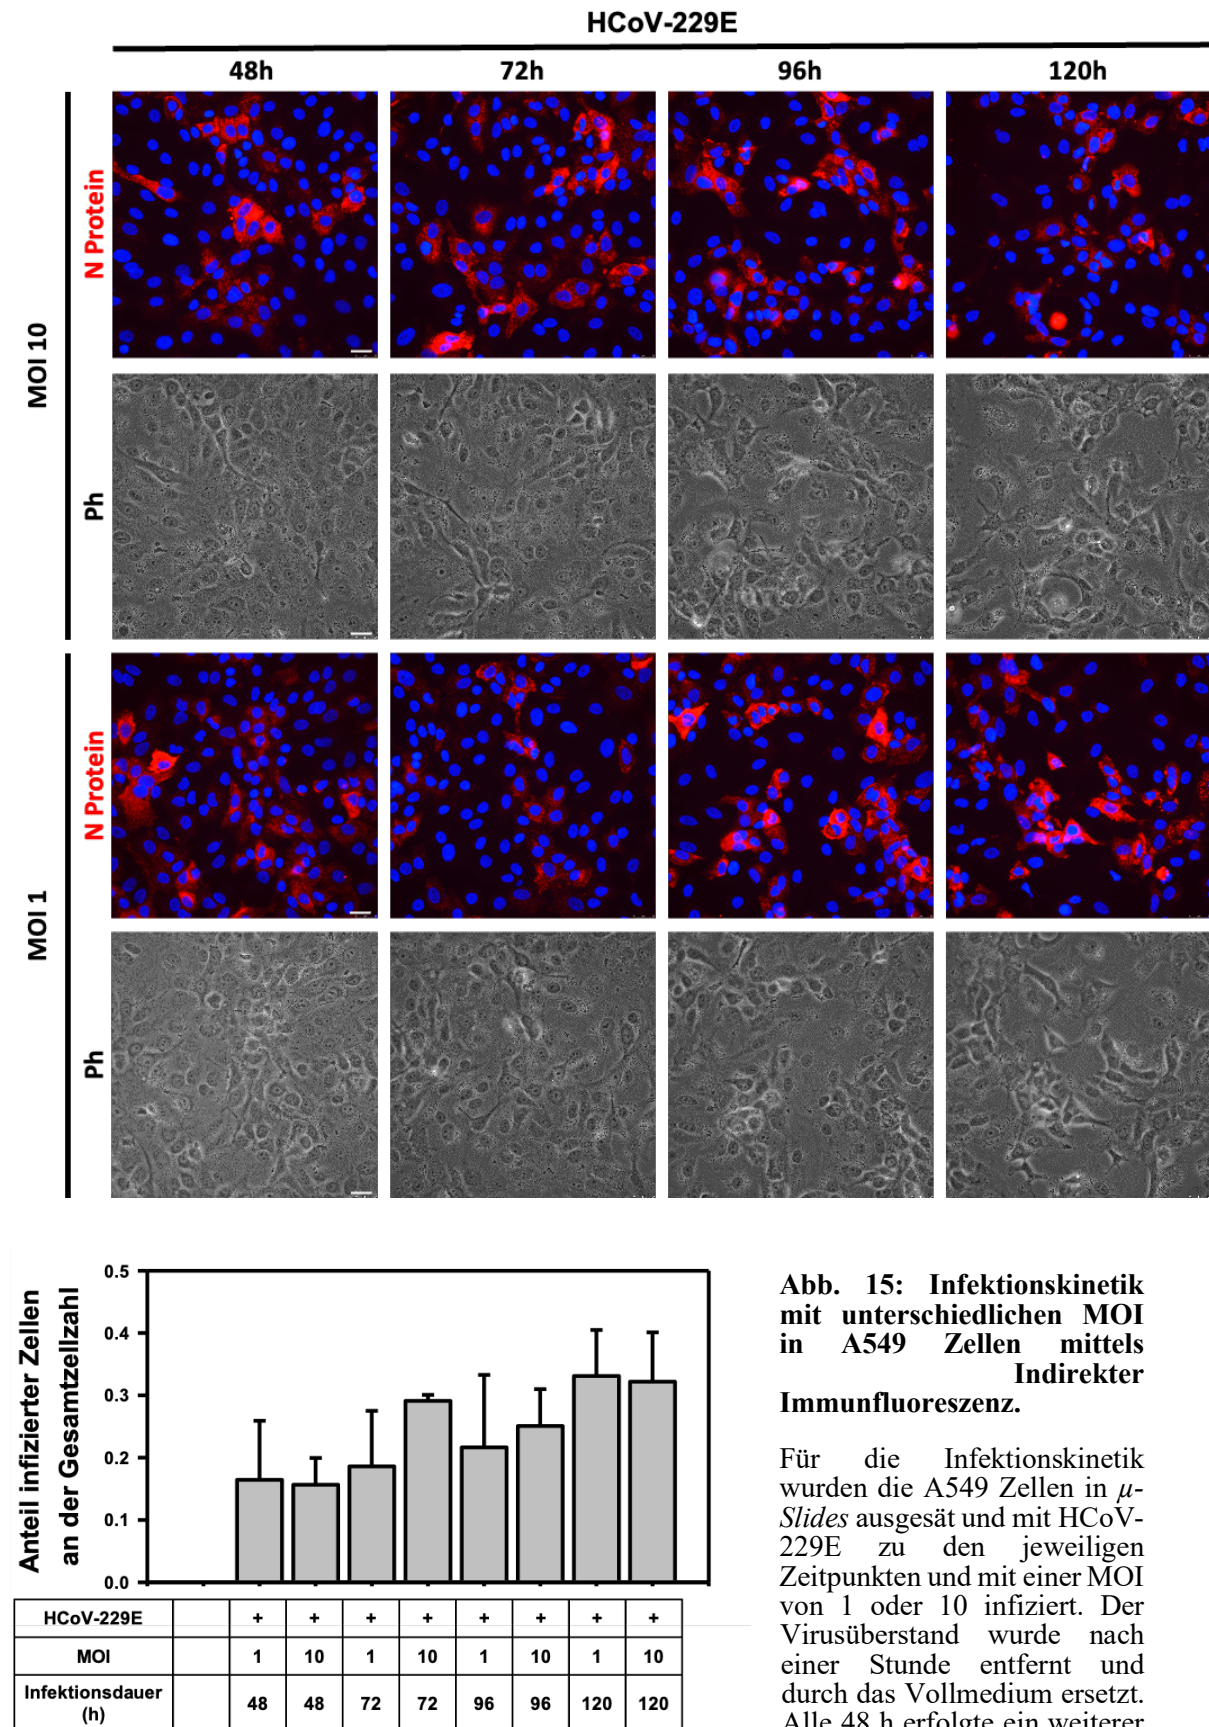 HCoV-229E
48h 72h 96h 120h
MOI 10
N Protein
Ph
MOI 1
N Protein
Ph
Anteil infizierter Zellen
an der Gesamtzellzahl
0.5
0.4
0.3
0.2
0.1
0.0
HCoV-229E + + + + + + + +
MOI 1 10 1 10 1 10 1 10
Infektionsdauer
(h) 48 48 72 72 96 96 120 120
Abb. 15: Infektionskinetik
mit unterschiedlichen MOI
in A549 Zellen mittels
Indirekter
Immunfluoreszenz.
Für die Infektionskinetik
wurden die A549 Zellen in µ-
Slides ausgesät und mit HCoV-
229E zu den jeweiligen
Zeitpunkten und mit einer MOI
von 1 oder 10 infiziert. Der
Virusüberstand wurde nach
einer Stunde entfernt und
durch das Vollmedium ersetzt.
Alle 48 h erfolgte ein weiterer